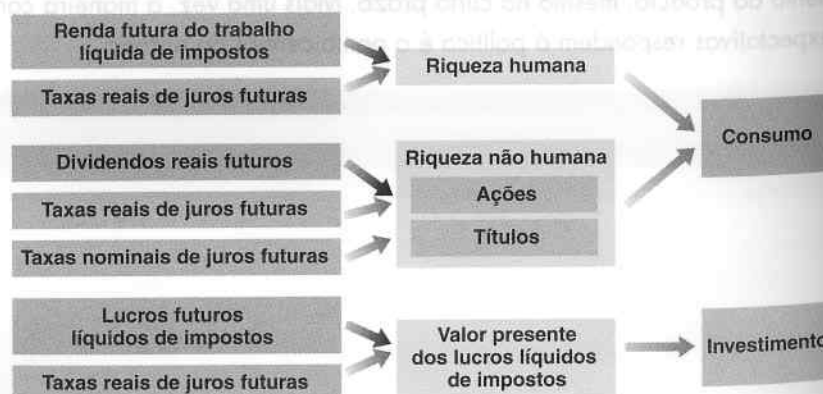 Renda futura do trabalho
líquida de impostos
Taxas reais de juros futuras
Riqueza humana
Dividendos reais futuros
Taxas reais de juros futuras
Taxas nominais de juros futuras
Riqueza não humana
Ações
Títulos
Consumo
Lucros futuros
líquidos de impostos
Taxas reais de juros futuras
Valor presente
dos lucros líquidos
de impostos
Investimento